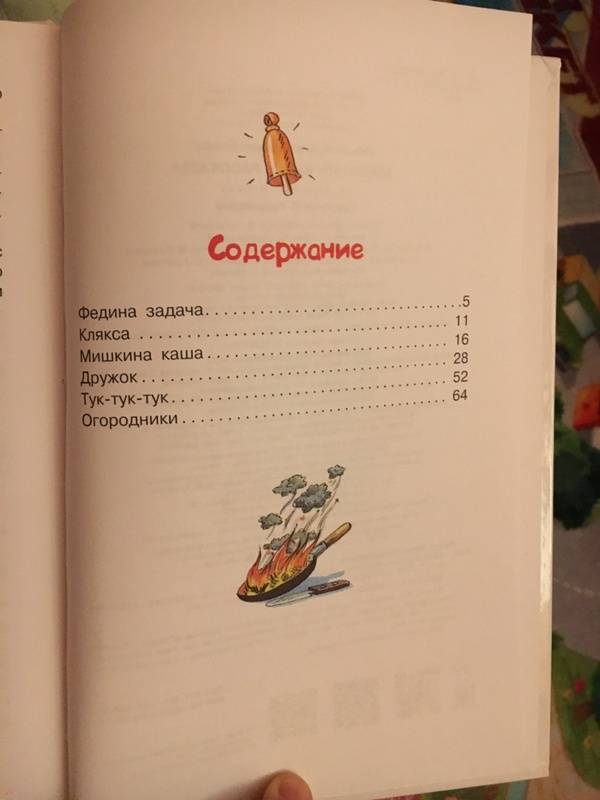 Содержание
Федина задача................................5
Клякса........................................11
Мишкина каша..............................16
Дружок.......................................28
Тук-тук-тук...................................52
Огородники..................................64